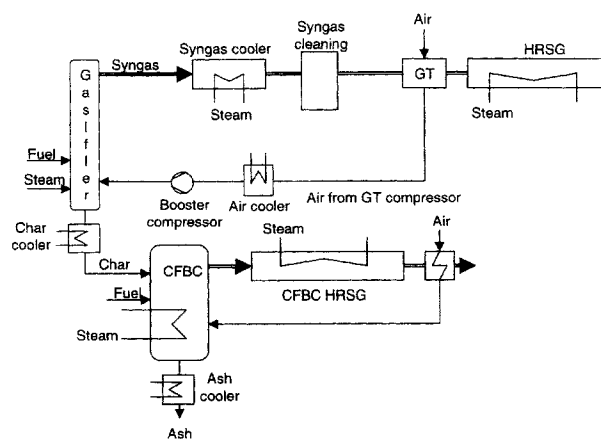 Air
Syngas
cleaning
HRSG
Syngas cooler
Syngas
GT
Gasifier
Steam
Steam
Fuel
Steam
Booster
compressor
Air cooler
Air from GT compressor
Char
cooler
Steam
Air
Char
CFBC
Fuel
CFBC HRSG
Steam
Ash
cooler
Ash